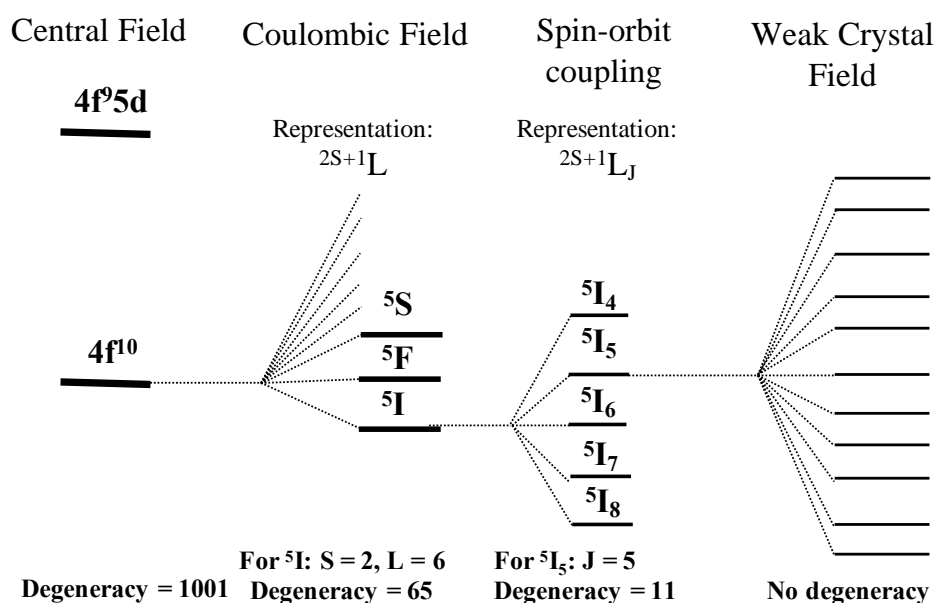 Central Field
4f⁹5d
4f¹⁰
Degeneracy = 1001
Coulombic Field
Representation:
²ˢ⁺¹L
⁵S
⁵F
⁵I
For ⁵I: S = 2, L = 6
Degeneracy = 65
Spin-orbit
coupling
Representation:
²ˢ⁺¹L_J
⁵I₄
⁵I₅
⁵I₆
⁵I₇
⁵I₈
For ⁵I₅: J = 5
Degeneracy = 11
Weak Crystal
Field
No degeneracy